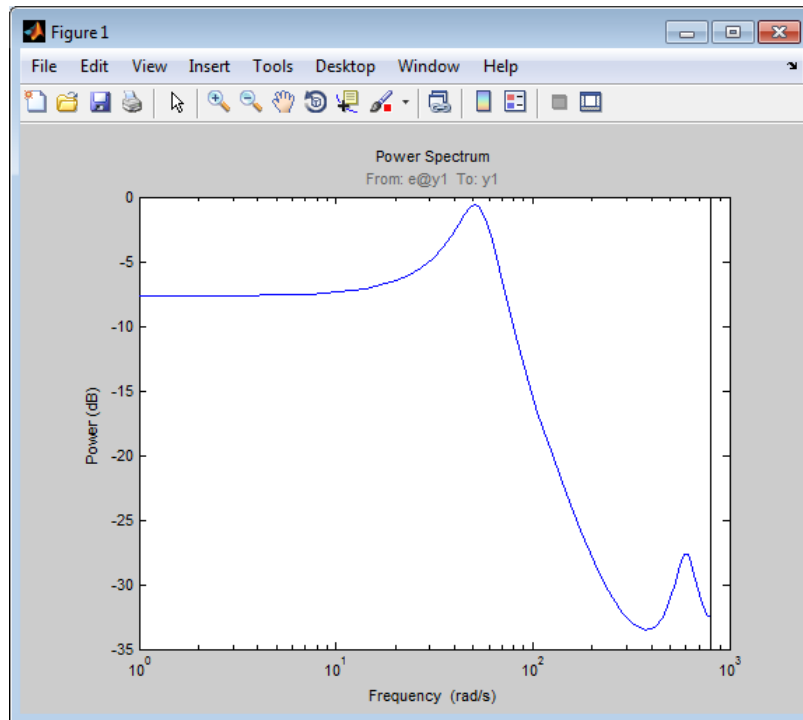 Figure 1
File Edit View Insert Tools Desktop Window Help
Power Spectrum
From: e@y1 To: y1
0
-5
-10
-15
-20
-25
-30
-35
Power (dB)
10^0 10^1 10^2 10^3
Frequency (rad/s)